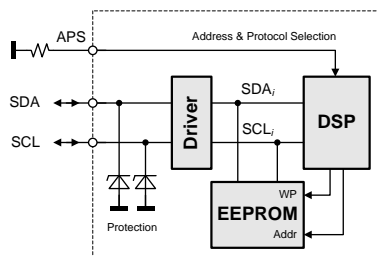 APS
Address & Protocol Selection
SDA
SCL
Driver
SDAi
SCLi
DSP
Protection
WP
EEPROM
Addr